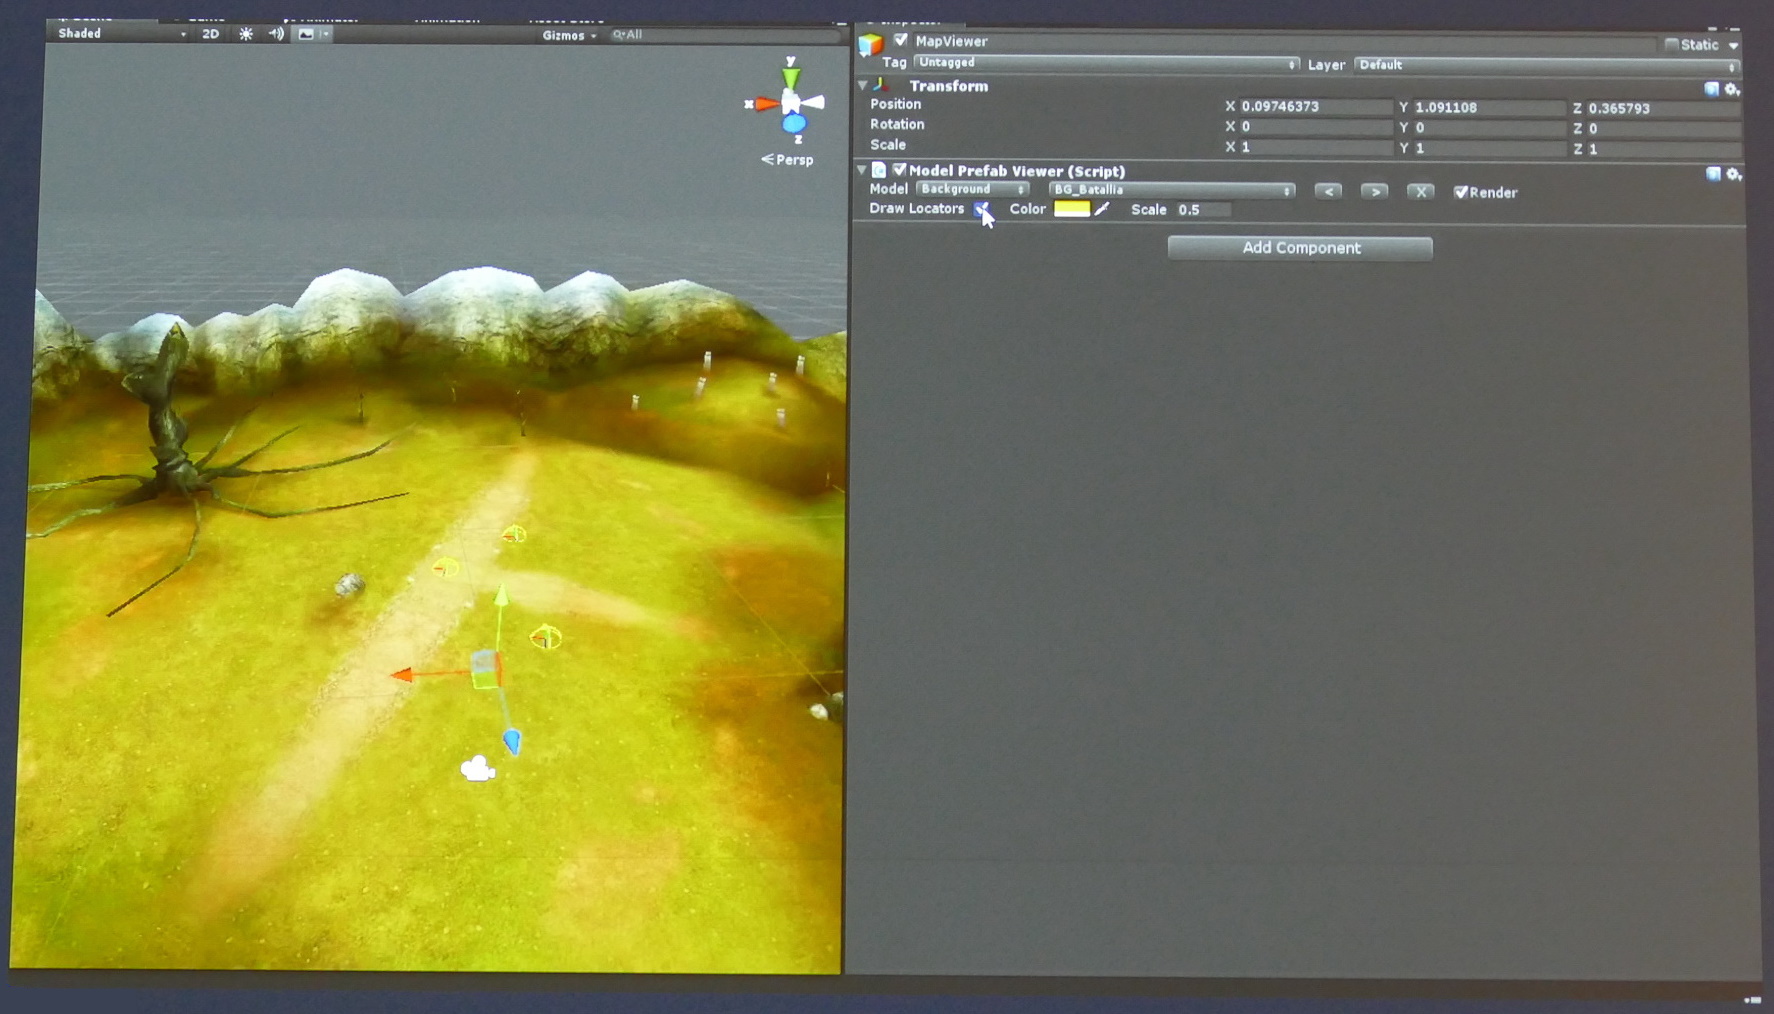 Shaded 2D Gizmos All
y
x
z
Persp
MapViewer Static
Tag Untagged Layer Default
Transform
Position X 0.09746373 Y 1.091108 Z 0.365793
Rotation X 0 Y 0 Z 0
Scale X 1 Y 1 Z 1
Model Prefab Viewer (Script)
Model Background BG_Batallia < > X Render
Draw Locators Color Scale 0.5
Add Component